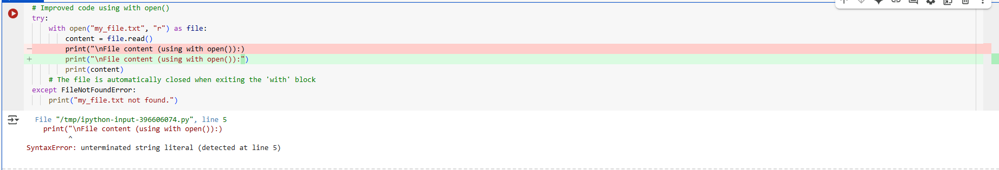 # Improved code using with open()
try:
    with open("my_file.txt", "r") as file:
        content = file.read()
-        print("\nFile content (using with open()):)
+        print("\nFile content (using with open()):")
        print(content)
    # The file is automatically closed when exiting the 'with' block
except FileNotFoundError:
    print("my_file.txt not found.")
File "/tmp/ipython-input-396606074.py", line 5
    print("\nFile content (using with open()):)
          ^
SyntaxError: unterminated string literal (detected at line 5)